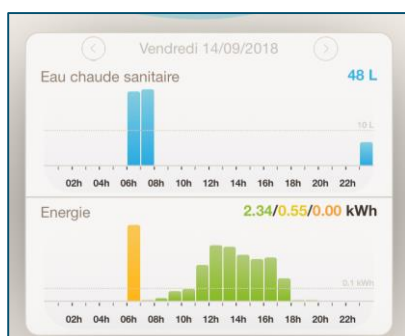 Vendredi 14/09/2018
Eau chaude sanitaire 48 L
10 L
02h 04h 06h 08h 10h 12h 14h 16h 18h 20h 22h
Energie 2.34/0.55/0.00 kWh
0.1 kWh
02h 04h 06h 08h 10h 12h 14h 16h 18h 20h 22h